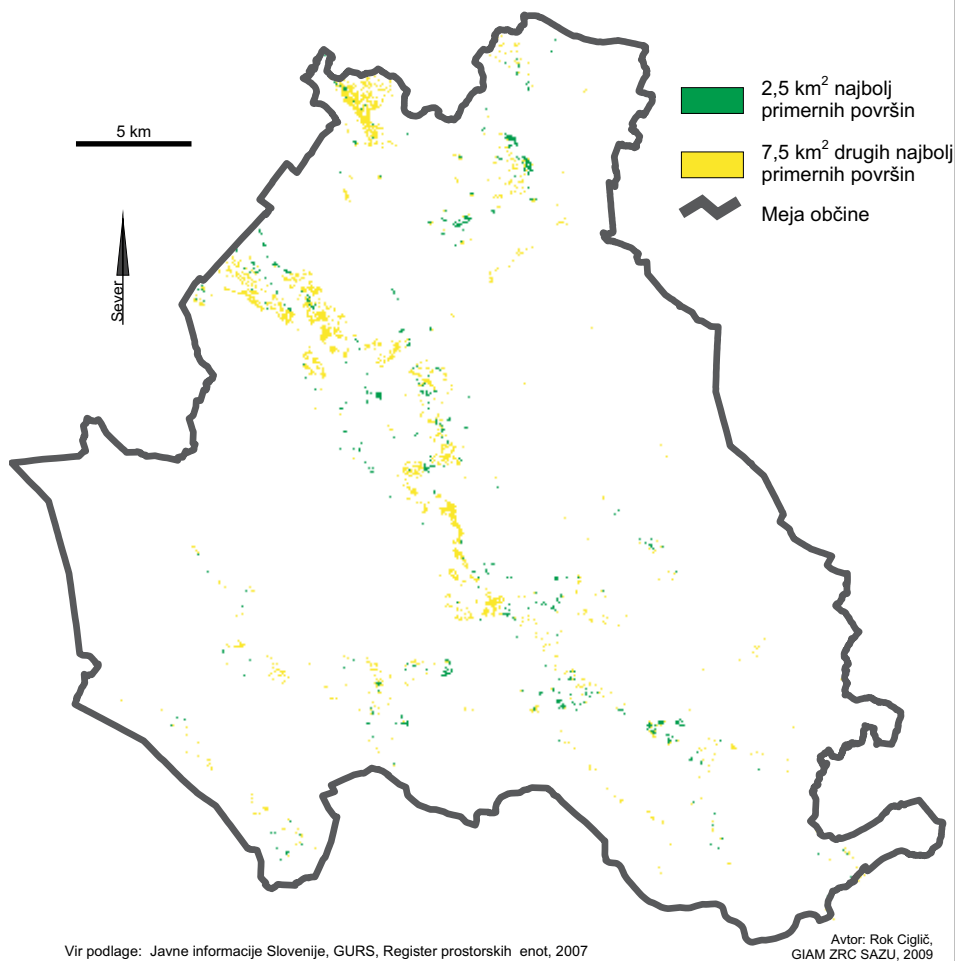 2,5 km² najbolj
primernih površin
5 km
7,5 km² drugih najbolj
primernih površin
Meja občine
Sever
Vir podlage: Javne informacije Slovenije, GURS, Register prostorskih enot, 2007
Avtor: Rok Ciglič,
GIAM ZRC SAZU, 2009